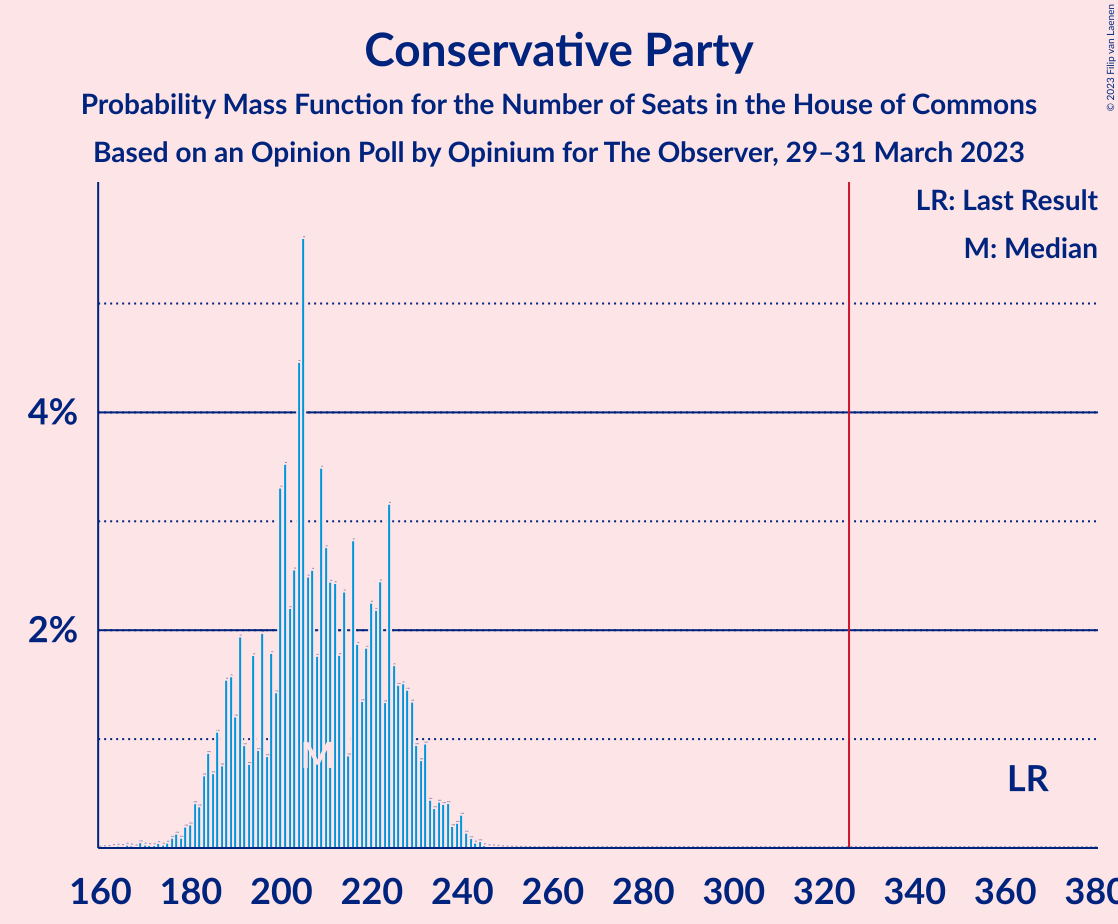 Conservative Party
Probability Mass Function for the Number of Seats in the House of Commons
Based on an Opinion Poll by Opinium for The Observer, 29–31 March 2023
© 2023 Filip van Laenen
LR: Last Result
M: Median
4%
2%
M
LR
160 180 200 220 240 260 280 300 320 340 360 380